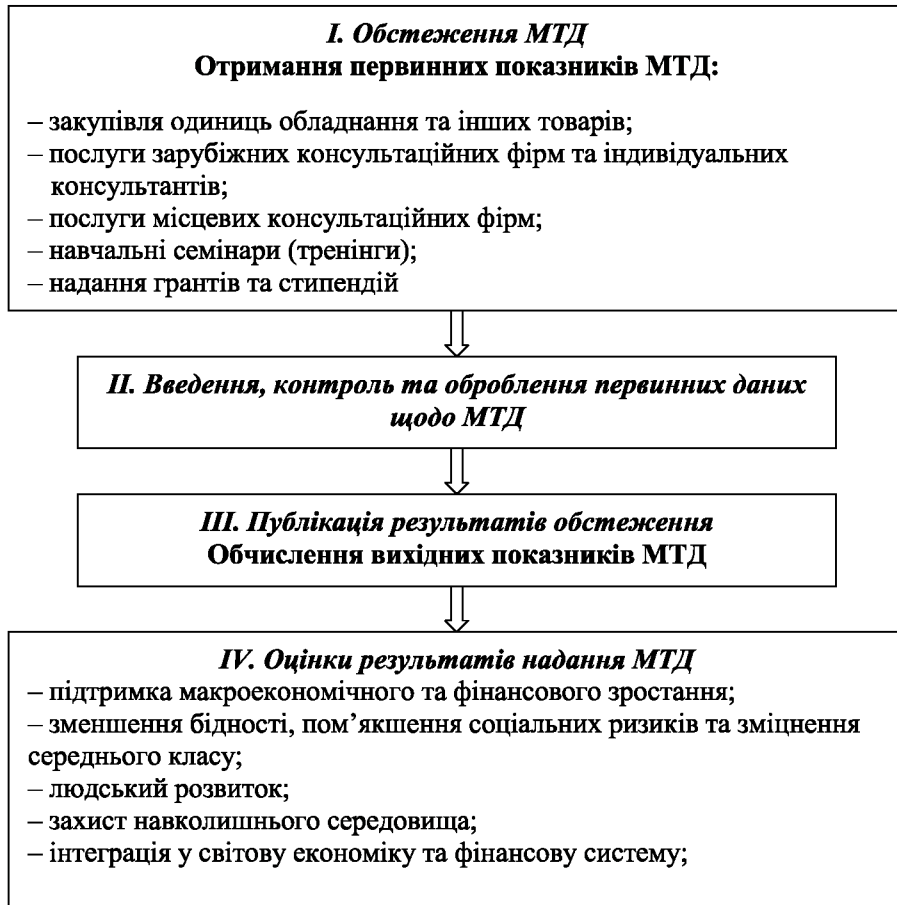 I. Обстеження МТД
Отримання первинних показників МТД:
– закупівля одиниць обладнання та інших товарів;
– послуги зарубіжних консультаційних фірм та індивідуальних
консультантів;
– послуги місцевих консультаційних фірм;
– навчальні семінари (тренінги);
– надання грантів та стипендій
II. Введення, контроль та оброблення первинних даних
щодо МТД
III. Публікація результатів обстеження
Обчислення вихідних показників МТД
IV. Оцінки результатів надання МТД
– підтримка макроекономічного та фінансового зростання;
– зменшення бідності, пом’якшення соціальних ризиків та зміцнення
середнього класу;
– людський розвиток;
– захист навколишнього середовища;
– інтеграція у світову економіку та фінансову систему;